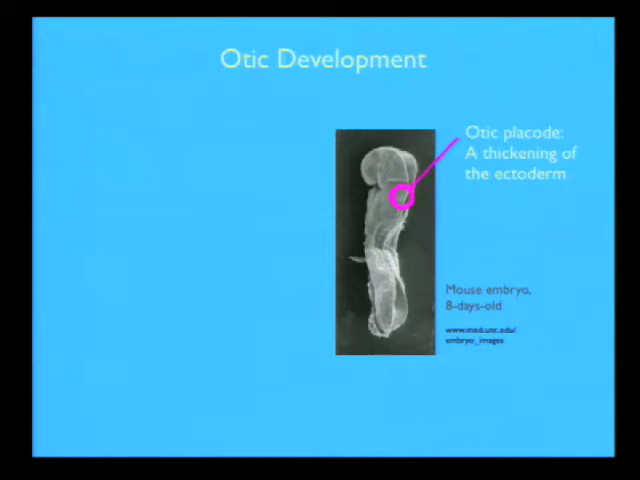 Otic Development
Otic placode:
A thickening of
the ectoderm
Mouse embryo,
8-days-old
www.med.unc.edu/
embryo_images